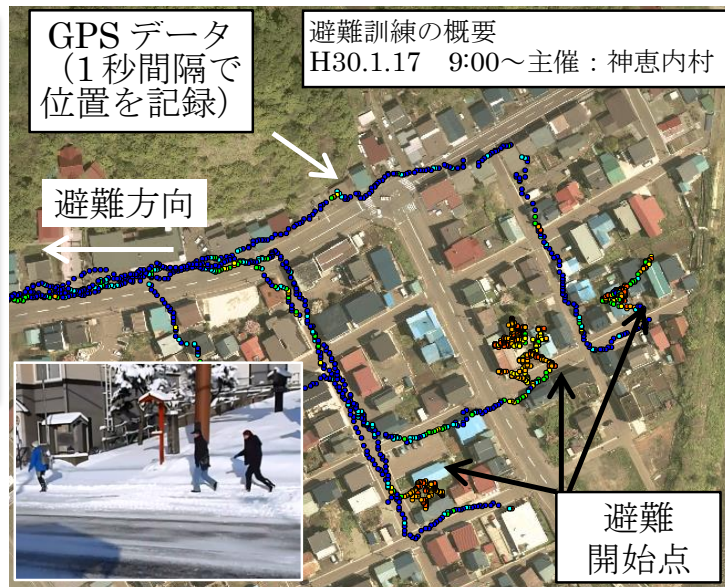 GPS データ
（1 秒間隔で
位置を記録）
避難訓練の概要
H30.1.17　9:00～主催：神恵内村
避難方向
避難
開始点